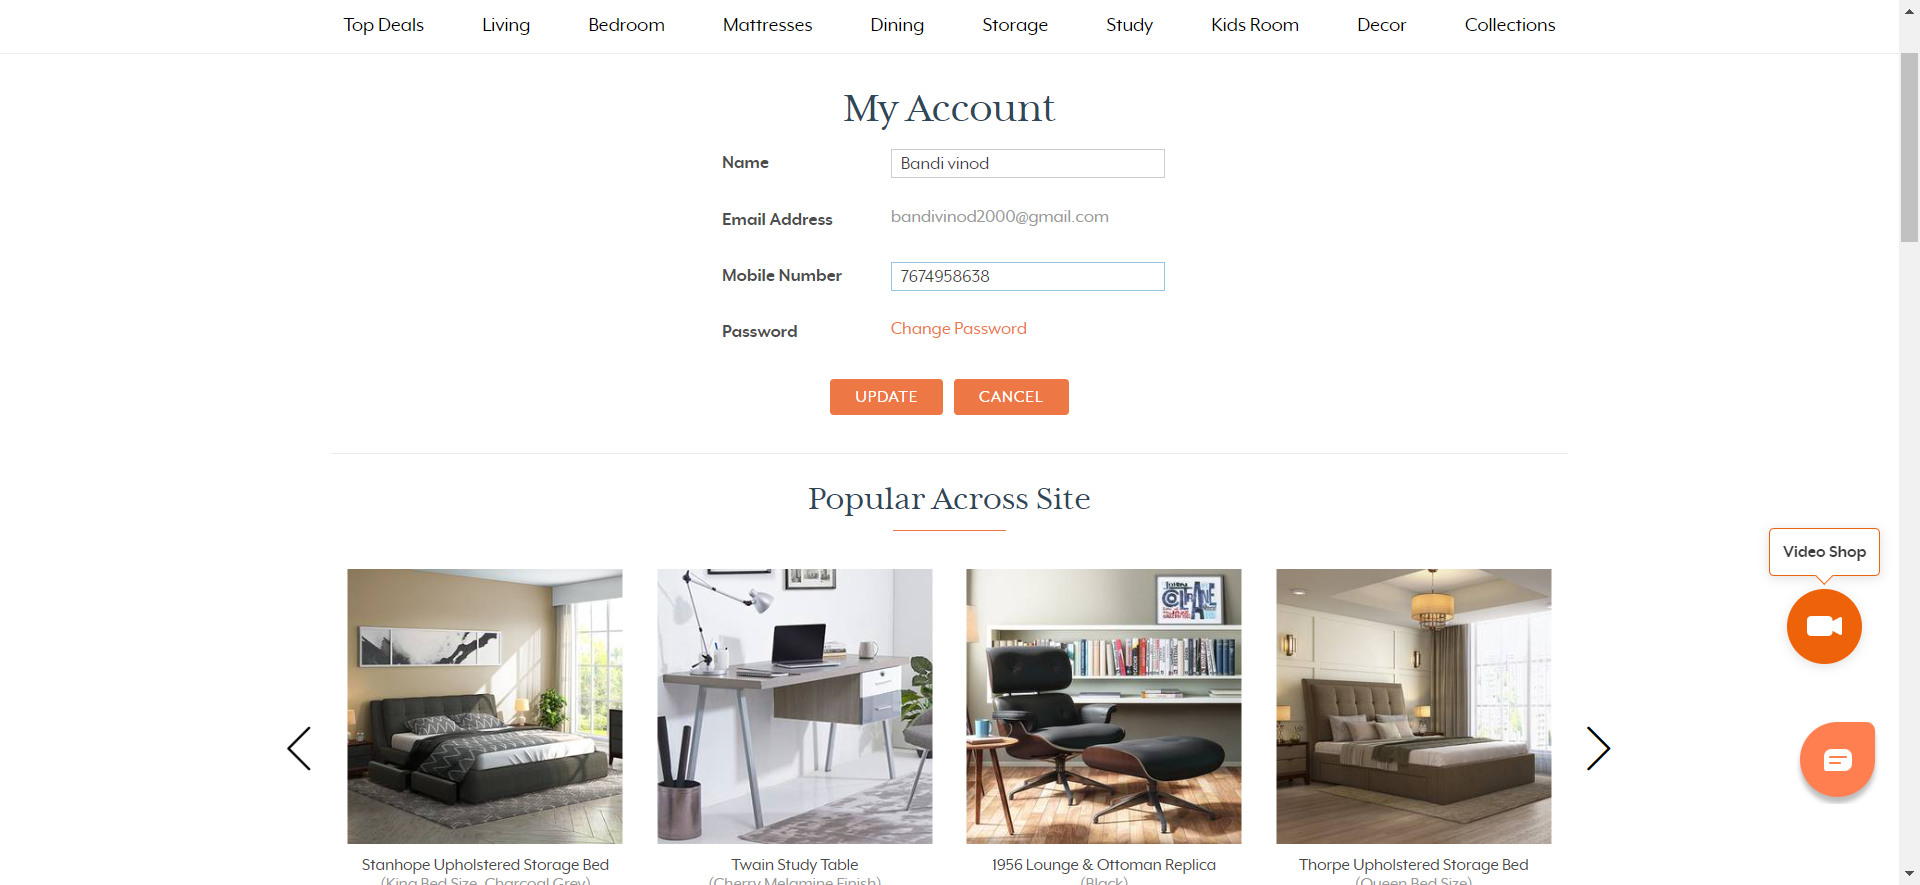 Top Deals Living Bedroom Mattresses Dining Storage Study Kids Room Decor Collections
My Account
Name Bandi vinod
Email Address bandivinod2000@gmail.com
Mobile Number 7674958638
Password Change Password
UPDATE CANCEL
Popular Across Site
Video Shop
COLTRANE
Stanhope Upholstered Storage Bed Twain Study Table 1956 Lounge & Ottoman Replica Thorpe Upholstered Storage Bed
(King Bed Size, Charcoal Grey) (Cherry Melamine Finish) (Black) (Queen Bed Size)